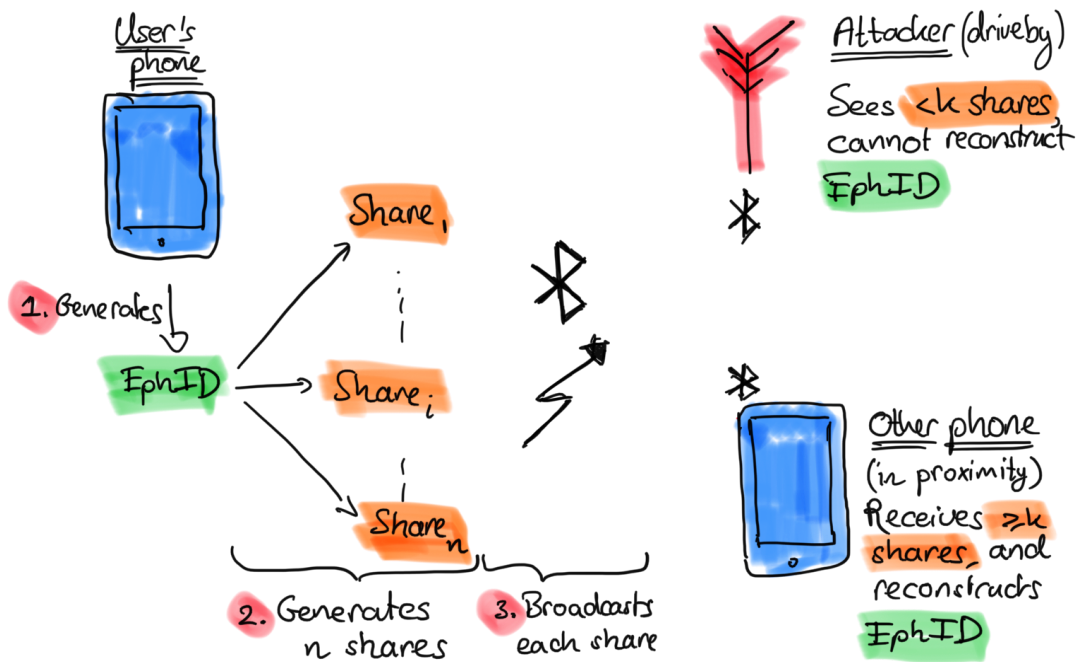 User's
phone
1. Generates
EphID
Share₁
Shareᵢ
Shareₙ
2. Generates
n shares
3. Broadcasts
each share
Attacker (driveby)
Sees <k shares,
cannot reconstruct
EphID
Other phone
(in proximity)
Receives ≥k
shares, and
reconstructs
EphID